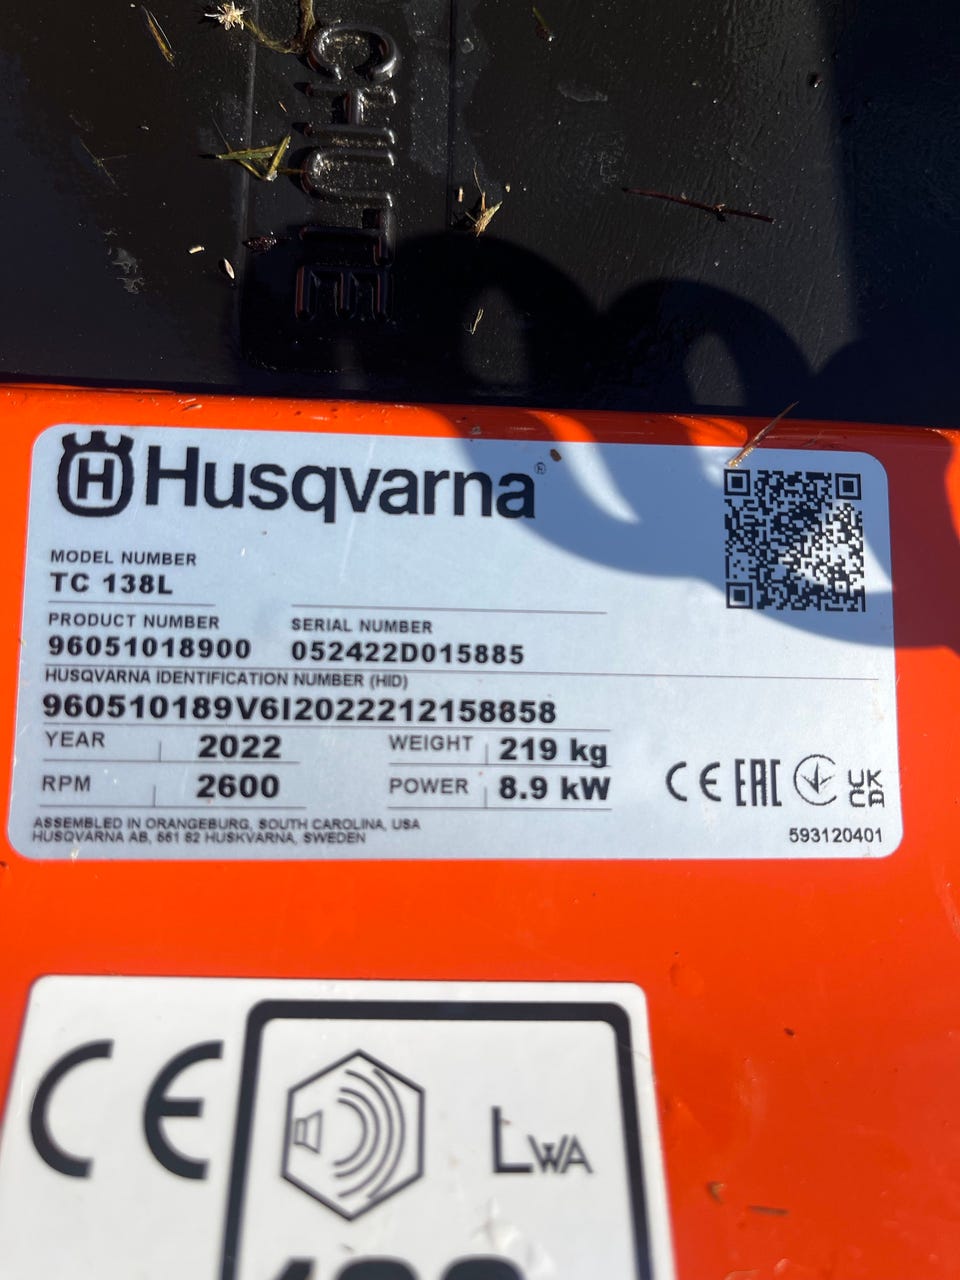 CHUTE
H Husqvarna®
MODEL NUMBER
TC 138L
PRODUCT NUMBER SERIAL NUMBER
96051018900 052422D015885
HUSQVARNA IDENTIFICATION NUMBER (HID)
960510189V6I2022212158858
YEAR 2022 WEIGHT 219 kg
RPM 2600 POWER 8.9 kW
CE EAC UK CA
ASSEMBLED IN ORANGEBURG, SOUTH CAROLINA, USA
HUSQVARNA AB, 561 82 HUSKVARNA, SWEDEN
593120401
CE
LWA